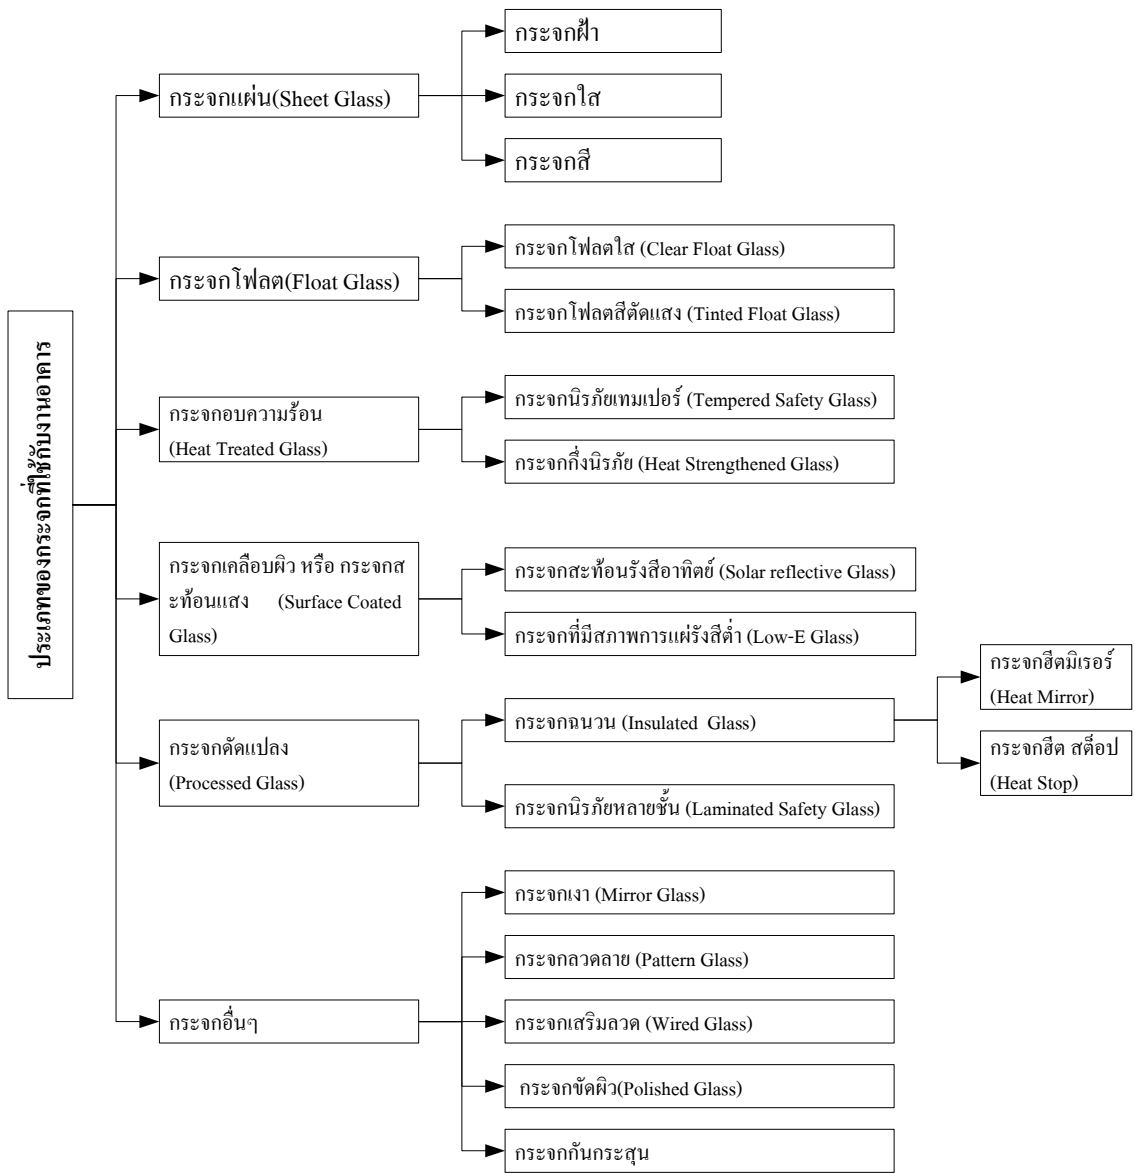 ประเภทของกระจกที่ใช้กับงานอาคาร
กระจกแผ่น(Sheet Glass)
กระจกฝ้า
กระจกใส
กระจกสี
กระจกโฟลต(Float Glass)
กระจกโฟลตใส (Clear Float Glass)
กระจกโฟลตสีตัดแสง (Tinted Float Glass)
กระจกอบความร้อน
(Heat Treated Glass)
กระจกนิรภัยเทมเปอร์ (Tempered Safety Glass)
กระจกกึ่งนิรภัย (Heat Strengthened Glass)
กระจกเคลือบผิว หรือ กระจกส
ะท้อนแสง (Surface Coated
Glass)
กระจกสะท้อนรังสีอาทิตย์ (Solar reflective Glass)
กระจกที่มีสภาพการแผ่รังสีต่ำ (Low-E Glass)
กระจกดัดแปลง
(Processed Glass)
กระจกฉนวน (Insulated Glass)
กระจกฮีตมิเรอร์
(Heat Mirror)
กระจกฮีต สต็อป
(Heat Stop)
กระจกนิรภัยหลายชั้น (Laminated Safety Glass)
กระจกอื่นๆ
กระจกเงา (Mirror Glass)
กระจกลวดลาย (Pattern Glass)
กระจกเสริมลวด (Wired Glass)
กระจกขัดผิว(Polished Glass)
กระจกกันกระสุน